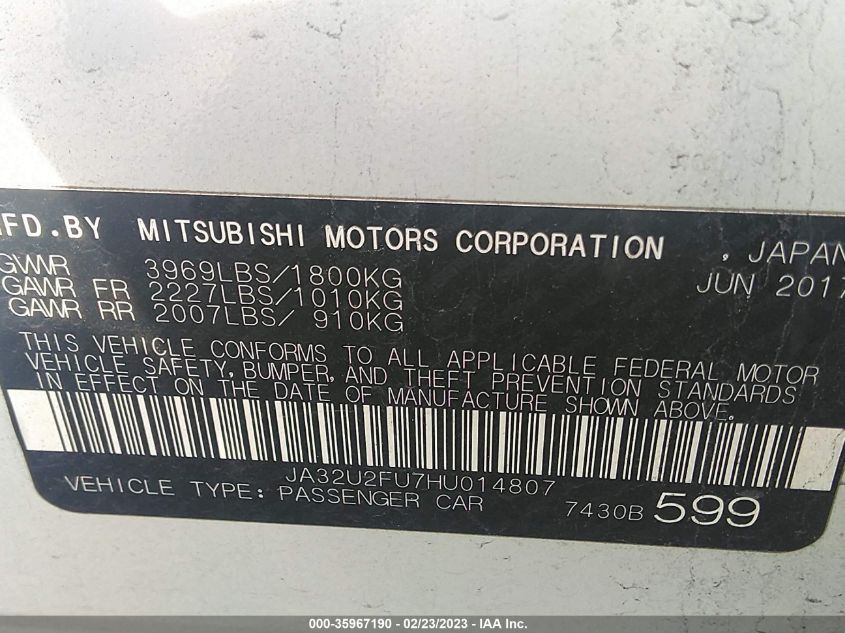 MFD.BY MITSUBISHI MOTORS CORPORATION , JAPAN
GVWR 3969LBS/1800KG JUN 2017
GAWR FR 2227LBS/1010KG
GAWR RR 2007LBS/ 910KG
THIS VEHICLE CONFORMS TO ALL APPLICABLE FEDERAL MOTOR
VEHICLE SAFETY, BUMPER, AND THEFT PREVENTION STANDARDS
IN EFFECT ON THE DATE OF MANUFACTURE SHOWN ABOVE.
JA32U2FU7HU014807
VEHICLE TYPE: PASSENGER CAR 7430B 599
000-35967190 - 02/23/2023 - IAA Inc.